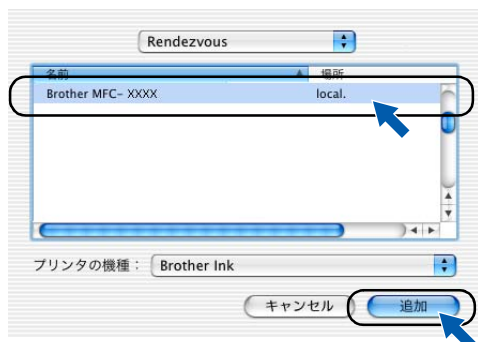 Rendezvous
名前 場所
Brother MFC- XXXX local.
プリンタの機種： Brother Ink
キャンセル 追加